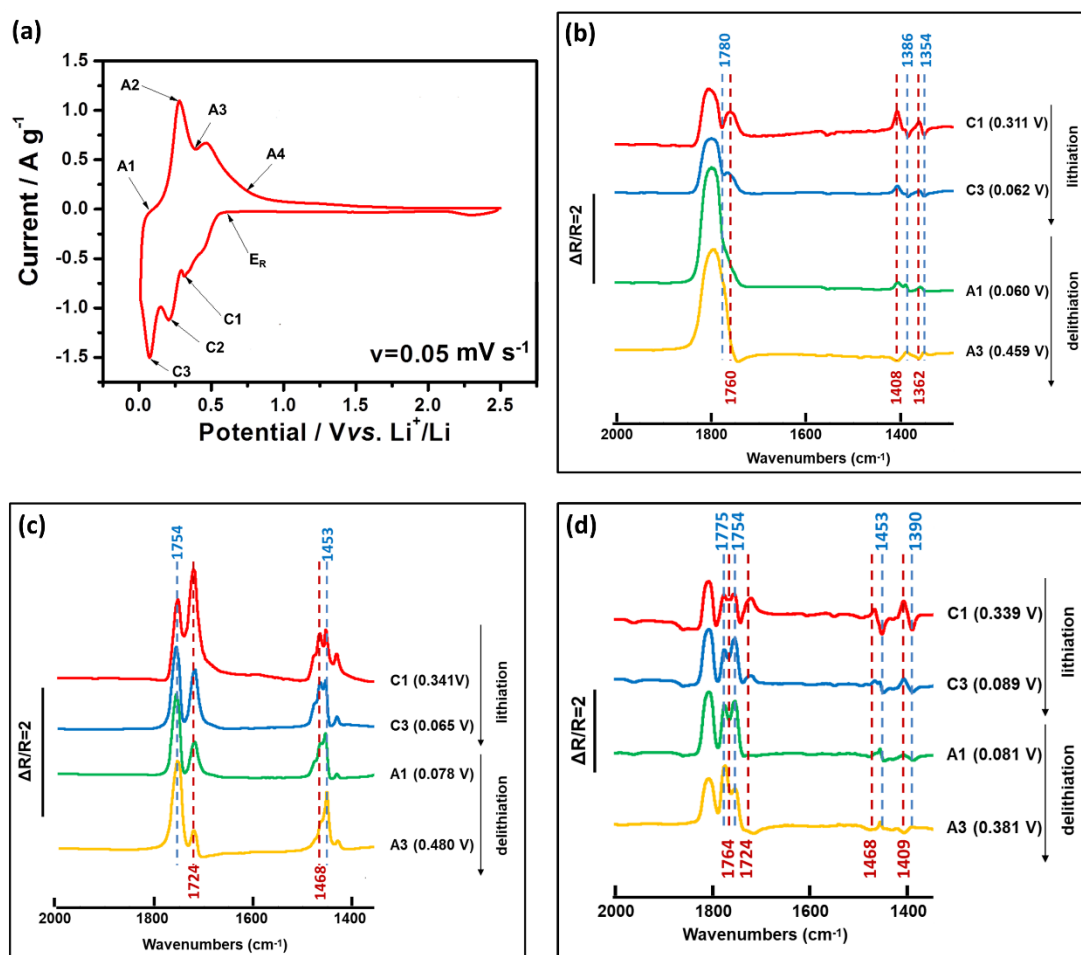 (a)
Current / A g-1
1.5
1.0
0.5
0.0
-0.5
-1.0
-1.5
A2
A3
A1
A4
ER
C1
C2
C3
ν=0.05 mV s-1
0.0 0.5 1.0 1.5 2.0 2.5
Potential / Vvs. Li+/Li
(b)
1780
1386
1354
C1 (0.311 V)
C3 (0.062 V)
A1 (0.060 V)
A3 (0.459 V)
lithiation
delithiation
ΔR/R=2
1760
1408
1362
2000 1800 1600 1400
Wavenumbers (cm-1)
(c)
1754
1453
C1 (0.341V)
C3 (0.065 V)
A1 (0.078 V)
A3 (0.480 V)
lithiation
delithiation
ΔR/R=2
1724
1468
2000 1800 1600 1400
Wavenumbers (cm-1)
(d)
1775
1754
1453
1390
C1 (0.339 V)
C3 (0.089 V)
A1 (0.081 V)
A3 (0.381 V)
lithiation
delithiation
ΔR/R=2
1764
1724
1468
1409
2000 1800 1600 1400
Wavenumbers (cm-1)